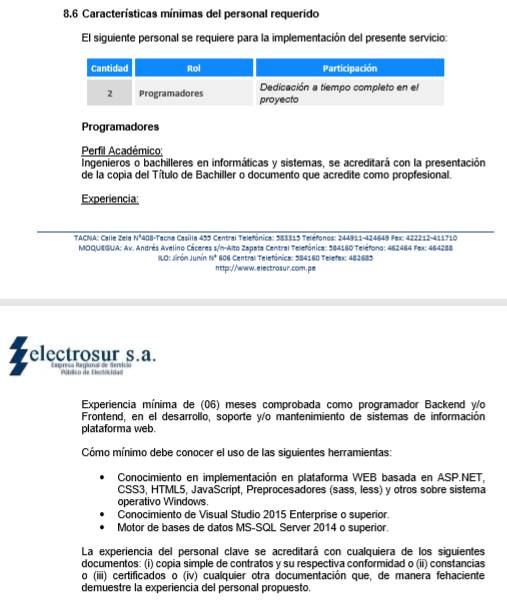 8.6 Características mínimas del personal requerido
El siguiente personal se requiere para la implementación del presente servicio:
Cantidad Rol Participación
2 Programadores Dedicación a tiempo completo en el
proyecto
Programadores
Perfil Académico:
Ingenieros o bachilleres en informáticas y sistemas, se acreditará con la presentación
de la copia del Título de Bachiller o documento que acredite como propfesional.
Experiencia:
TACNA: Calle Zela N°408-Tacna Casilla 455 Central Telefónica: 583315 Teléfonos: 244911-424649 Fax: 422212-411710
MOQUEGUA: Av. Andrés Avelino Cáceres s/n-Alto Zapata Central Telefónica: 584160 Teléfono: 462464 Fax: 464288
ILO: Jirón Junín N° 606 Central Telefónica: 584160 Telefax: 482685
http://www.electrosur.com.pe
electrosur s.a.
Empresa Regional de Servicio
Público de Electricidad
Experiencia mínima de (06) meses comprobada como programador Backend y/o
Frontend, en el desarrollo, soporte y/o mantenimiento de sistemas de información
plataforma web.
Cómo mínimo debe conocer el uso de las siguientes herramientas:
• Conocimiento en implementación en plataforma WEB basada en ASP.NET,
CSS3, HTML5, JavaScript, Preprocesadores (sass, less) y otros sobre sistema
operativo Windows.
• Conocimiento de Visual Studio 2015 Enterprise o superior.
• Motor de bases de datos MS-SQL Server 2014 o superior.
La experiencia del personal clave se acreditará con cualquiera de los siguientes
documentos: (i) copia simple de contratos y su respectiva conformidad o (ii) constancias
o (iii) certificados o (iv) cualquier otra documentación que, de manera fehaciente
demuestre la experiencia del personal propuesto.